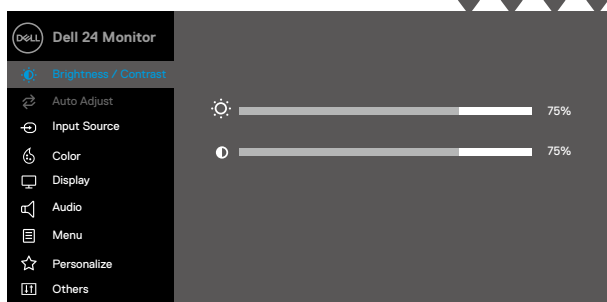 DELL Dell 24 Monitor
Brightness / Contrast
Auto Adjust
75%
Input Source
Color
75%
Display
Audio
Menu
Personalize
Others